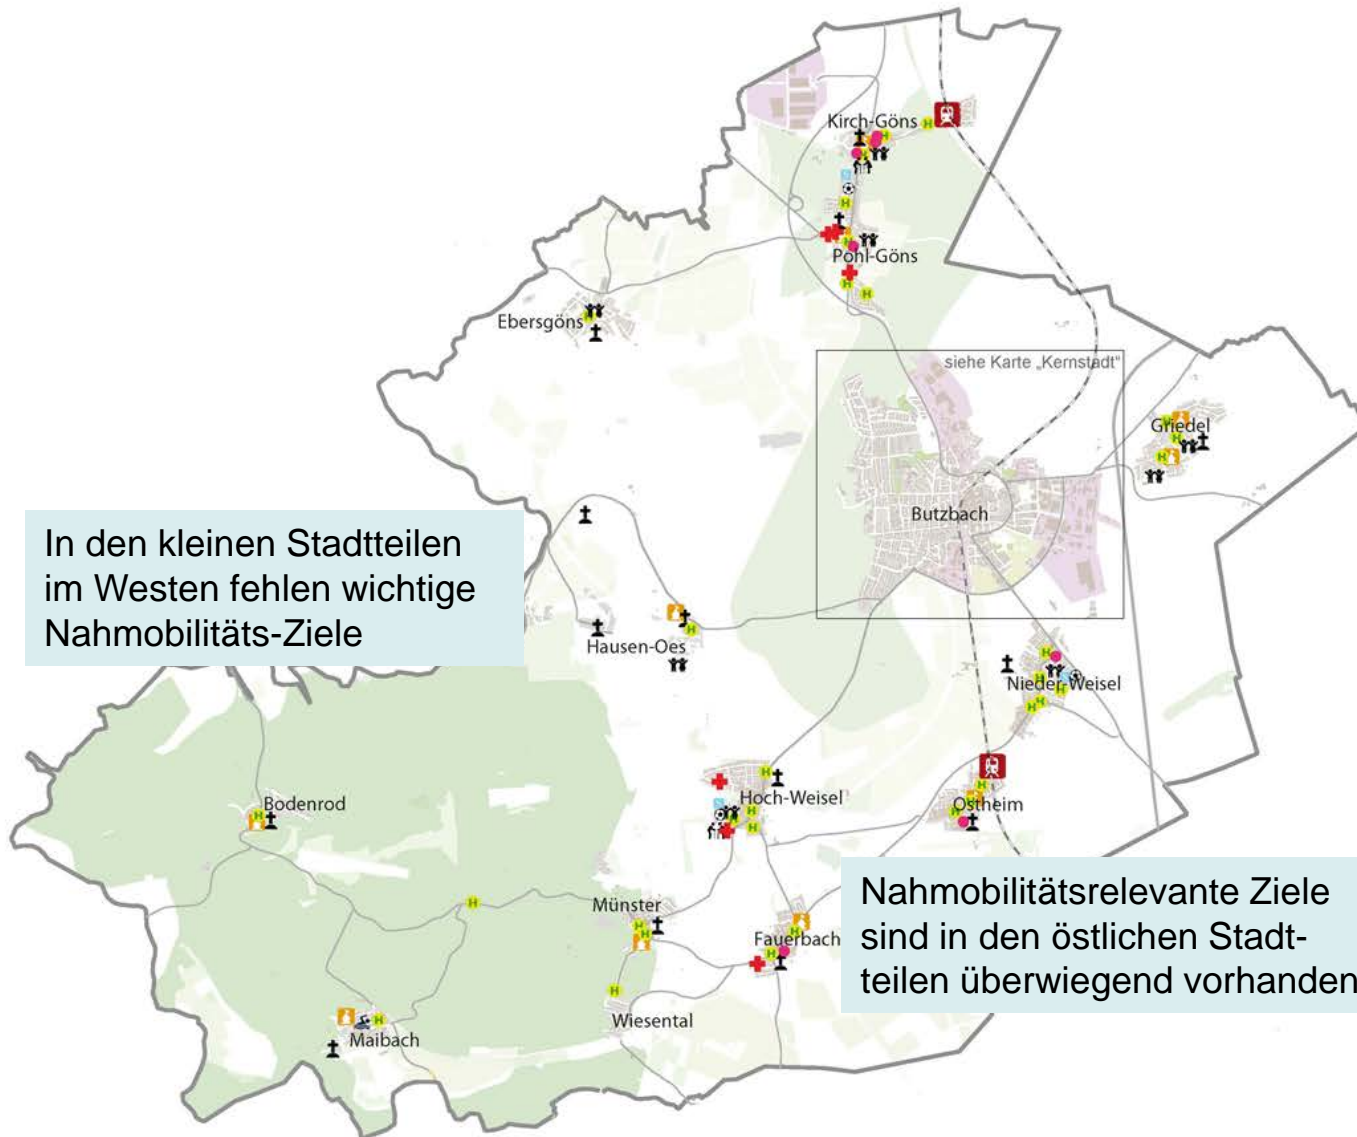 Kirch-Göns
Pohl-Göns
Ebersgöns
siehe Karte „Kernstadt"
Griedel
Butzbach
In den kleinen Stadtteilen
im Westen fehlen wichtige
Nahmobilitäts-Ziele
Hausen-Oes
Nieder-Weisel
Hoch-Weisel
Ostheim
Bodenrod
Münster
Fauerbach
Nahmobilitätsrelevante Ziele
sind in den östlichen Stadt-
teilen überwiegend vorhanden
Wiesental
Maibach